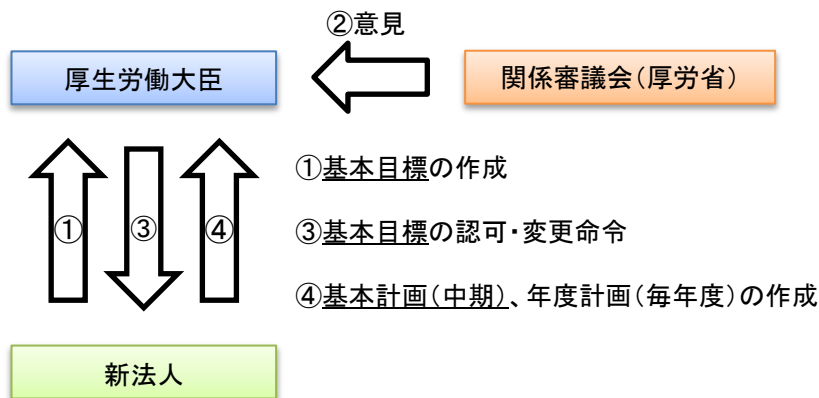 ②意見
厚生労働大臣
関係審議会(厚労省)
①基本目標の作成
① ③ ④
③基本目標の認可・変更命令
④基本計画(中期)、年度計画(毎年度)の作成
新法人